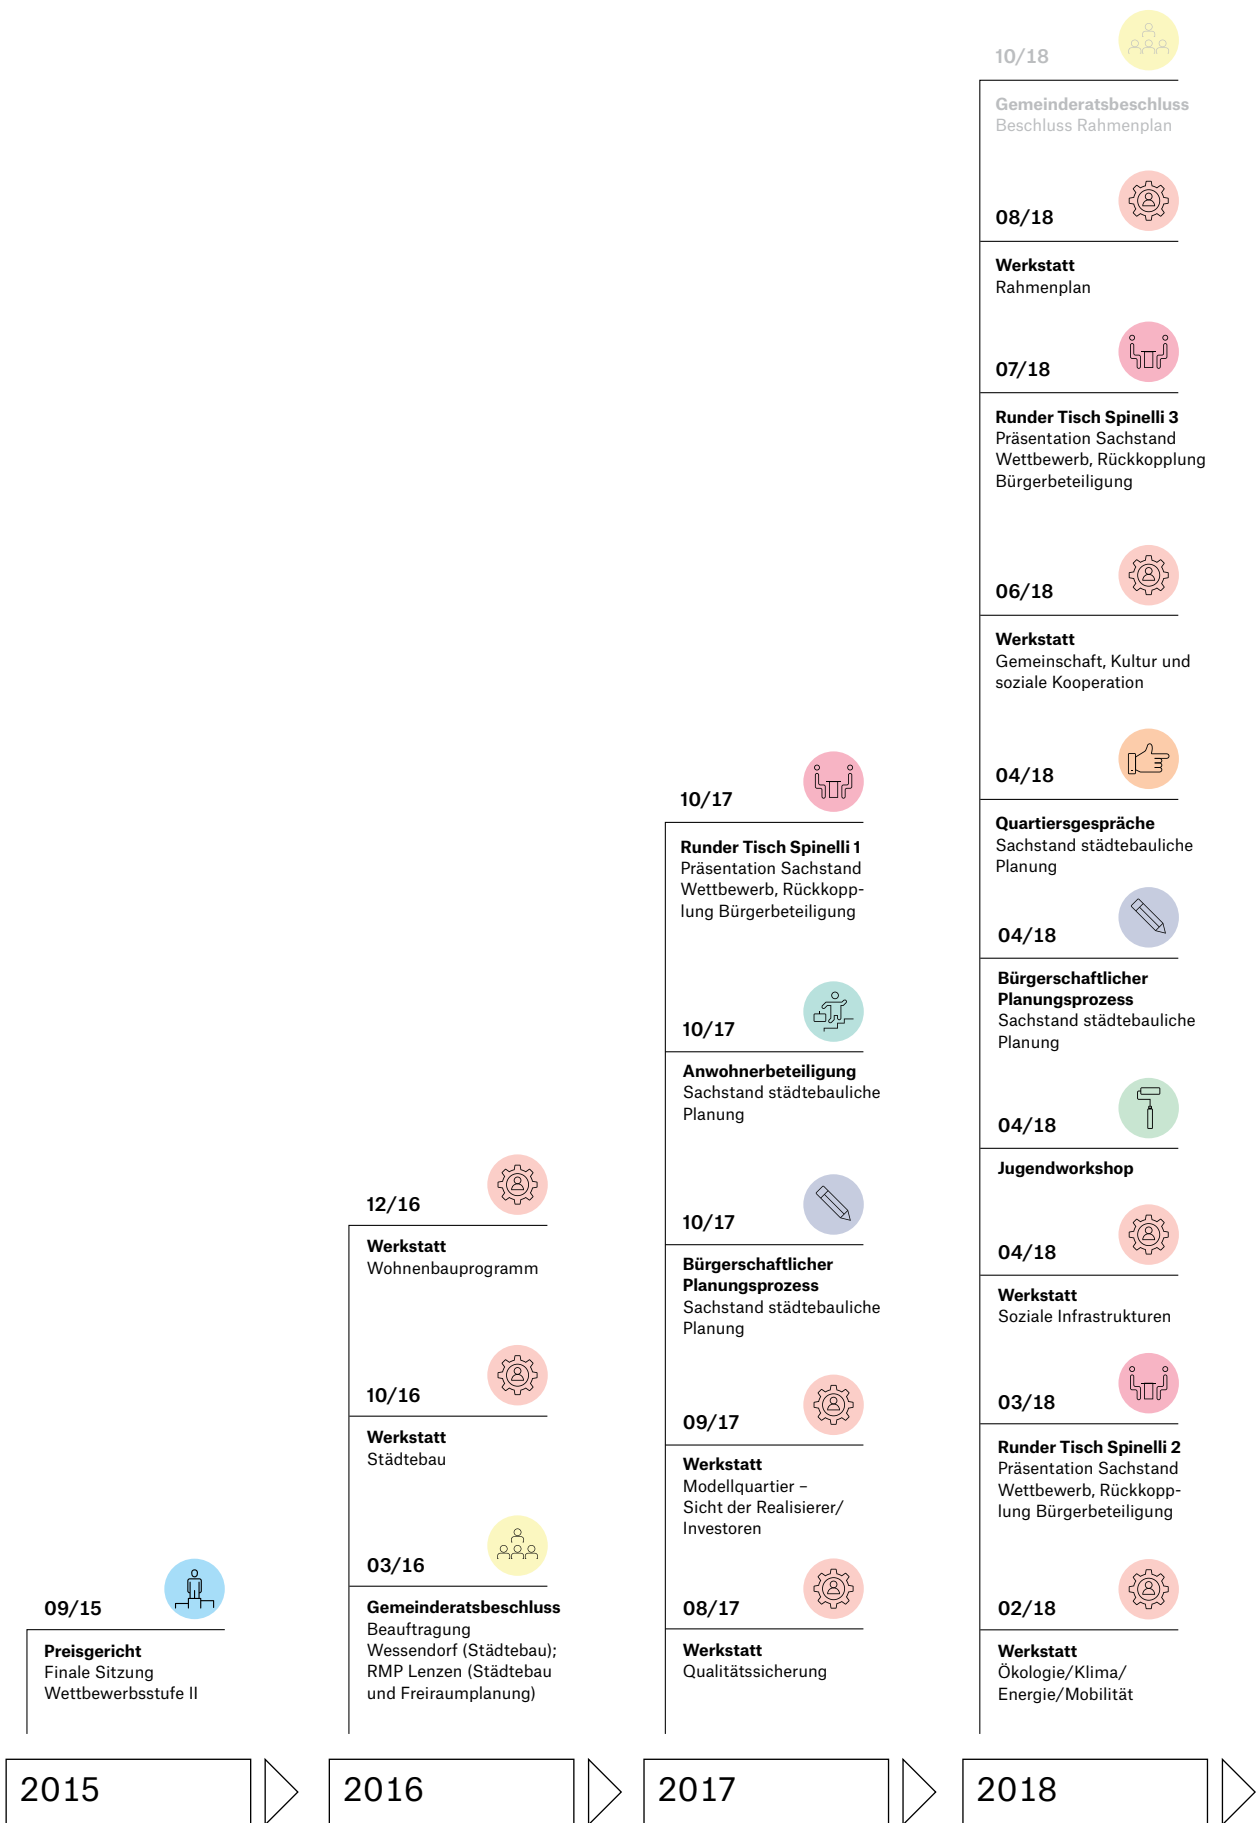 09/15
Preisgericht
Finale Sitzung
Wettbewerbsstufe II
2015
12/16
Werkstatt
Wohnenbauprogramm
10/16
Werkstatt
Städtebau
03/16
Gemeinderatsbeschluss
Beauftragung
Wessendorf (Städtebau);
RMP Lenzen (Städtebau
und Freiraumplanung)
2016
10/17
Runder Tisch Spinelli 1
Präsentation Sachstand
Wettbewerb, Rückkopp-
lung Bürgerbeteiligung
10/17
Anwohnerbeteiligung
Sachstand städtebauliche
Planung
10/17
Bürgerschaftlicher
Planungsprozess
Sachstand städtebauliche
Planung
09/17
Werkstatt
Modellquartier –
Sicht der Realisierer/
Investoren
08/17
Werkstatt
Qualitätssicherung
2017
10/18
Gemeinderatsbeschluss
Beschluss Rahmenplan
08/18
Werkstatt
Rahmenplan
07/18
Runder Tisch Spinelli 3
Präsentation Sachstand
Wettbewerb, Rückkopplung
Bürgerbeteiligung
06/18
Werkstatt
Gemeinschaft, Kultur und
soziale Kooperation
04/18
Quartiersgespräche
Sachstand städtebauliche
Planung
04/18
Bürgerschaftlicher
Planungsprozess
Sachstand städtebauliche
Planung
04/18
Jugendworkshop
04/18
Werkstatt
Soziale Infrastrukturen
03/18
Runder Tisch Spinelli 2
Präsentation Sachstand
Wettbewerb, Rückkopp-
lung Bürgerbeteiligung
02/18
Werkstatt
Ökologie/Klima/
Energie/Mobilität
2018